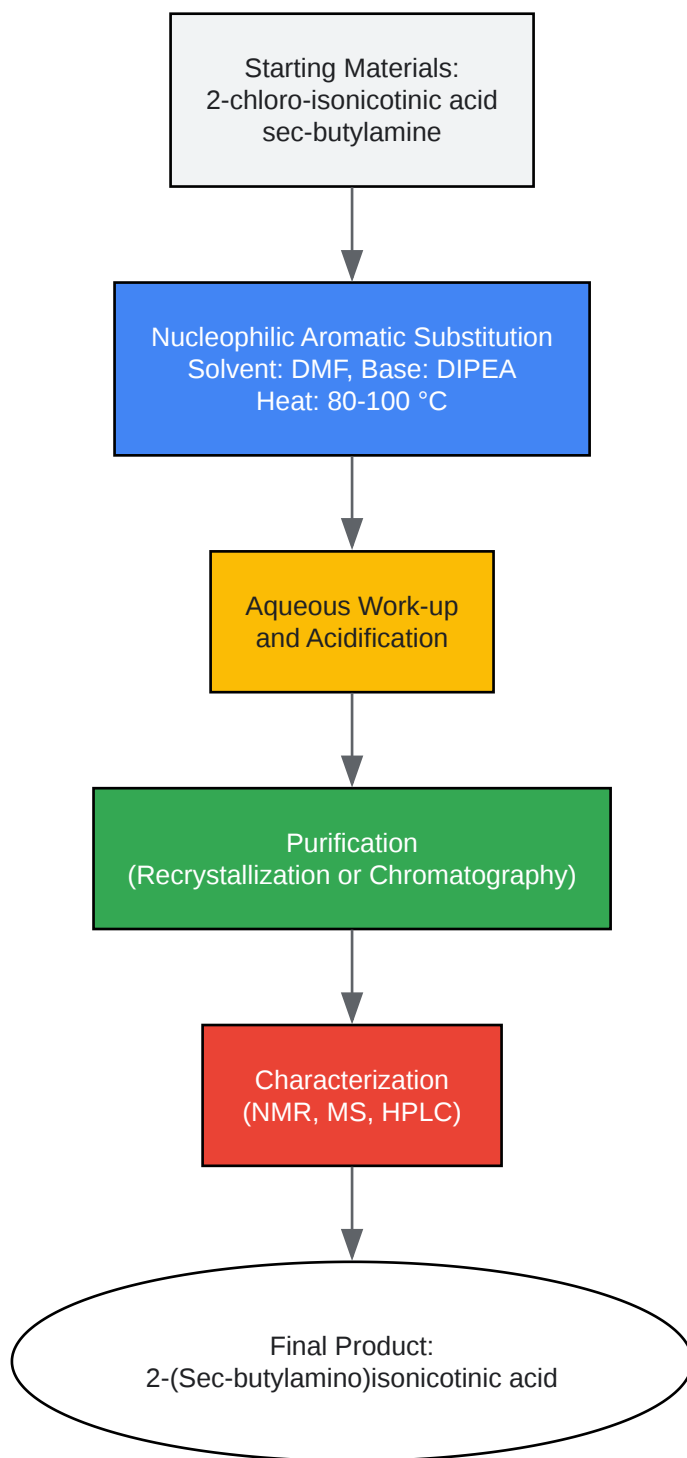 Starting Materials:
2-chloro-isonicotinic acid
sec-butylamine
Nucleophilic Aromatic Substitution
Solvent: DMF, Base: DIPEA
Heat: 80-100 °C
Aqueous Work-up
and Acidification
Purification
(Recrystallization or Chromatography)
Characterization
(NMR, MS, HPLC)
Final Product:
2-(Sec-butylamino)isonicotinic acid